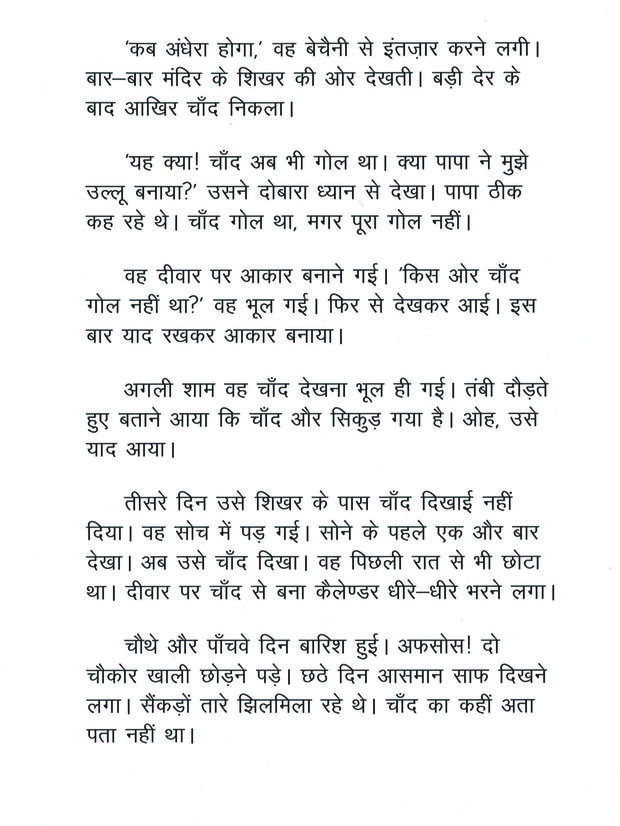 ‘कब अंधेरा होगा,’ वह बेचैनी से इंतज़ार करने लगी।
बार–बार मंदिर के शिखर की ओर देखती। बड़ी देर के
बाद आखिर चाँद निकला।
‘यह क्या! चाँद अब भी गोल था। क्या पापा ने मुझे
उल्लू बनाया?’ उसने दोबारा ध्यान से देखा। पापा ठीक
कह रहे थे। चाँद गोल था, मगर पूरा गोल नहीं।
वह दीवार पर आकार बनाने गई। ‘किस ओर चाँद
गोल नहीं था?’ वह भूल गई। फिर से देखकर आई। इस
बार याद रखकर आकार बनाया।
अगली शाम वह चाँद देखना भूल ही गई। तंबी दौड़ते
हुए बताने आया कि चाँद और सिकुड़ गया है। ओह, उसे
याद आया।
तीसरे दिन उसे शिखर के पास चाँद दिखाई नहीं
दिया। वह सोच में पड़ गई। सोने के पहले एक और बार
देखा। अब उसे चाँद दिखा। वह पिछली रात से भी छोटा
था। दीवार पर चाँद से बना कैलेण्डर धीरे–धीरे भरने लगा।
चौथे और पाँचवे दिन बारिश हुई। अफसोस! दो
चौकोर खाली छोड़ने पड़े। छठे दिन आसमान साफ दिखने
लगा। सैंकड़ों तारे झिलमिला रहे थे। चाँद का कहीं अता
पता नहीं था।